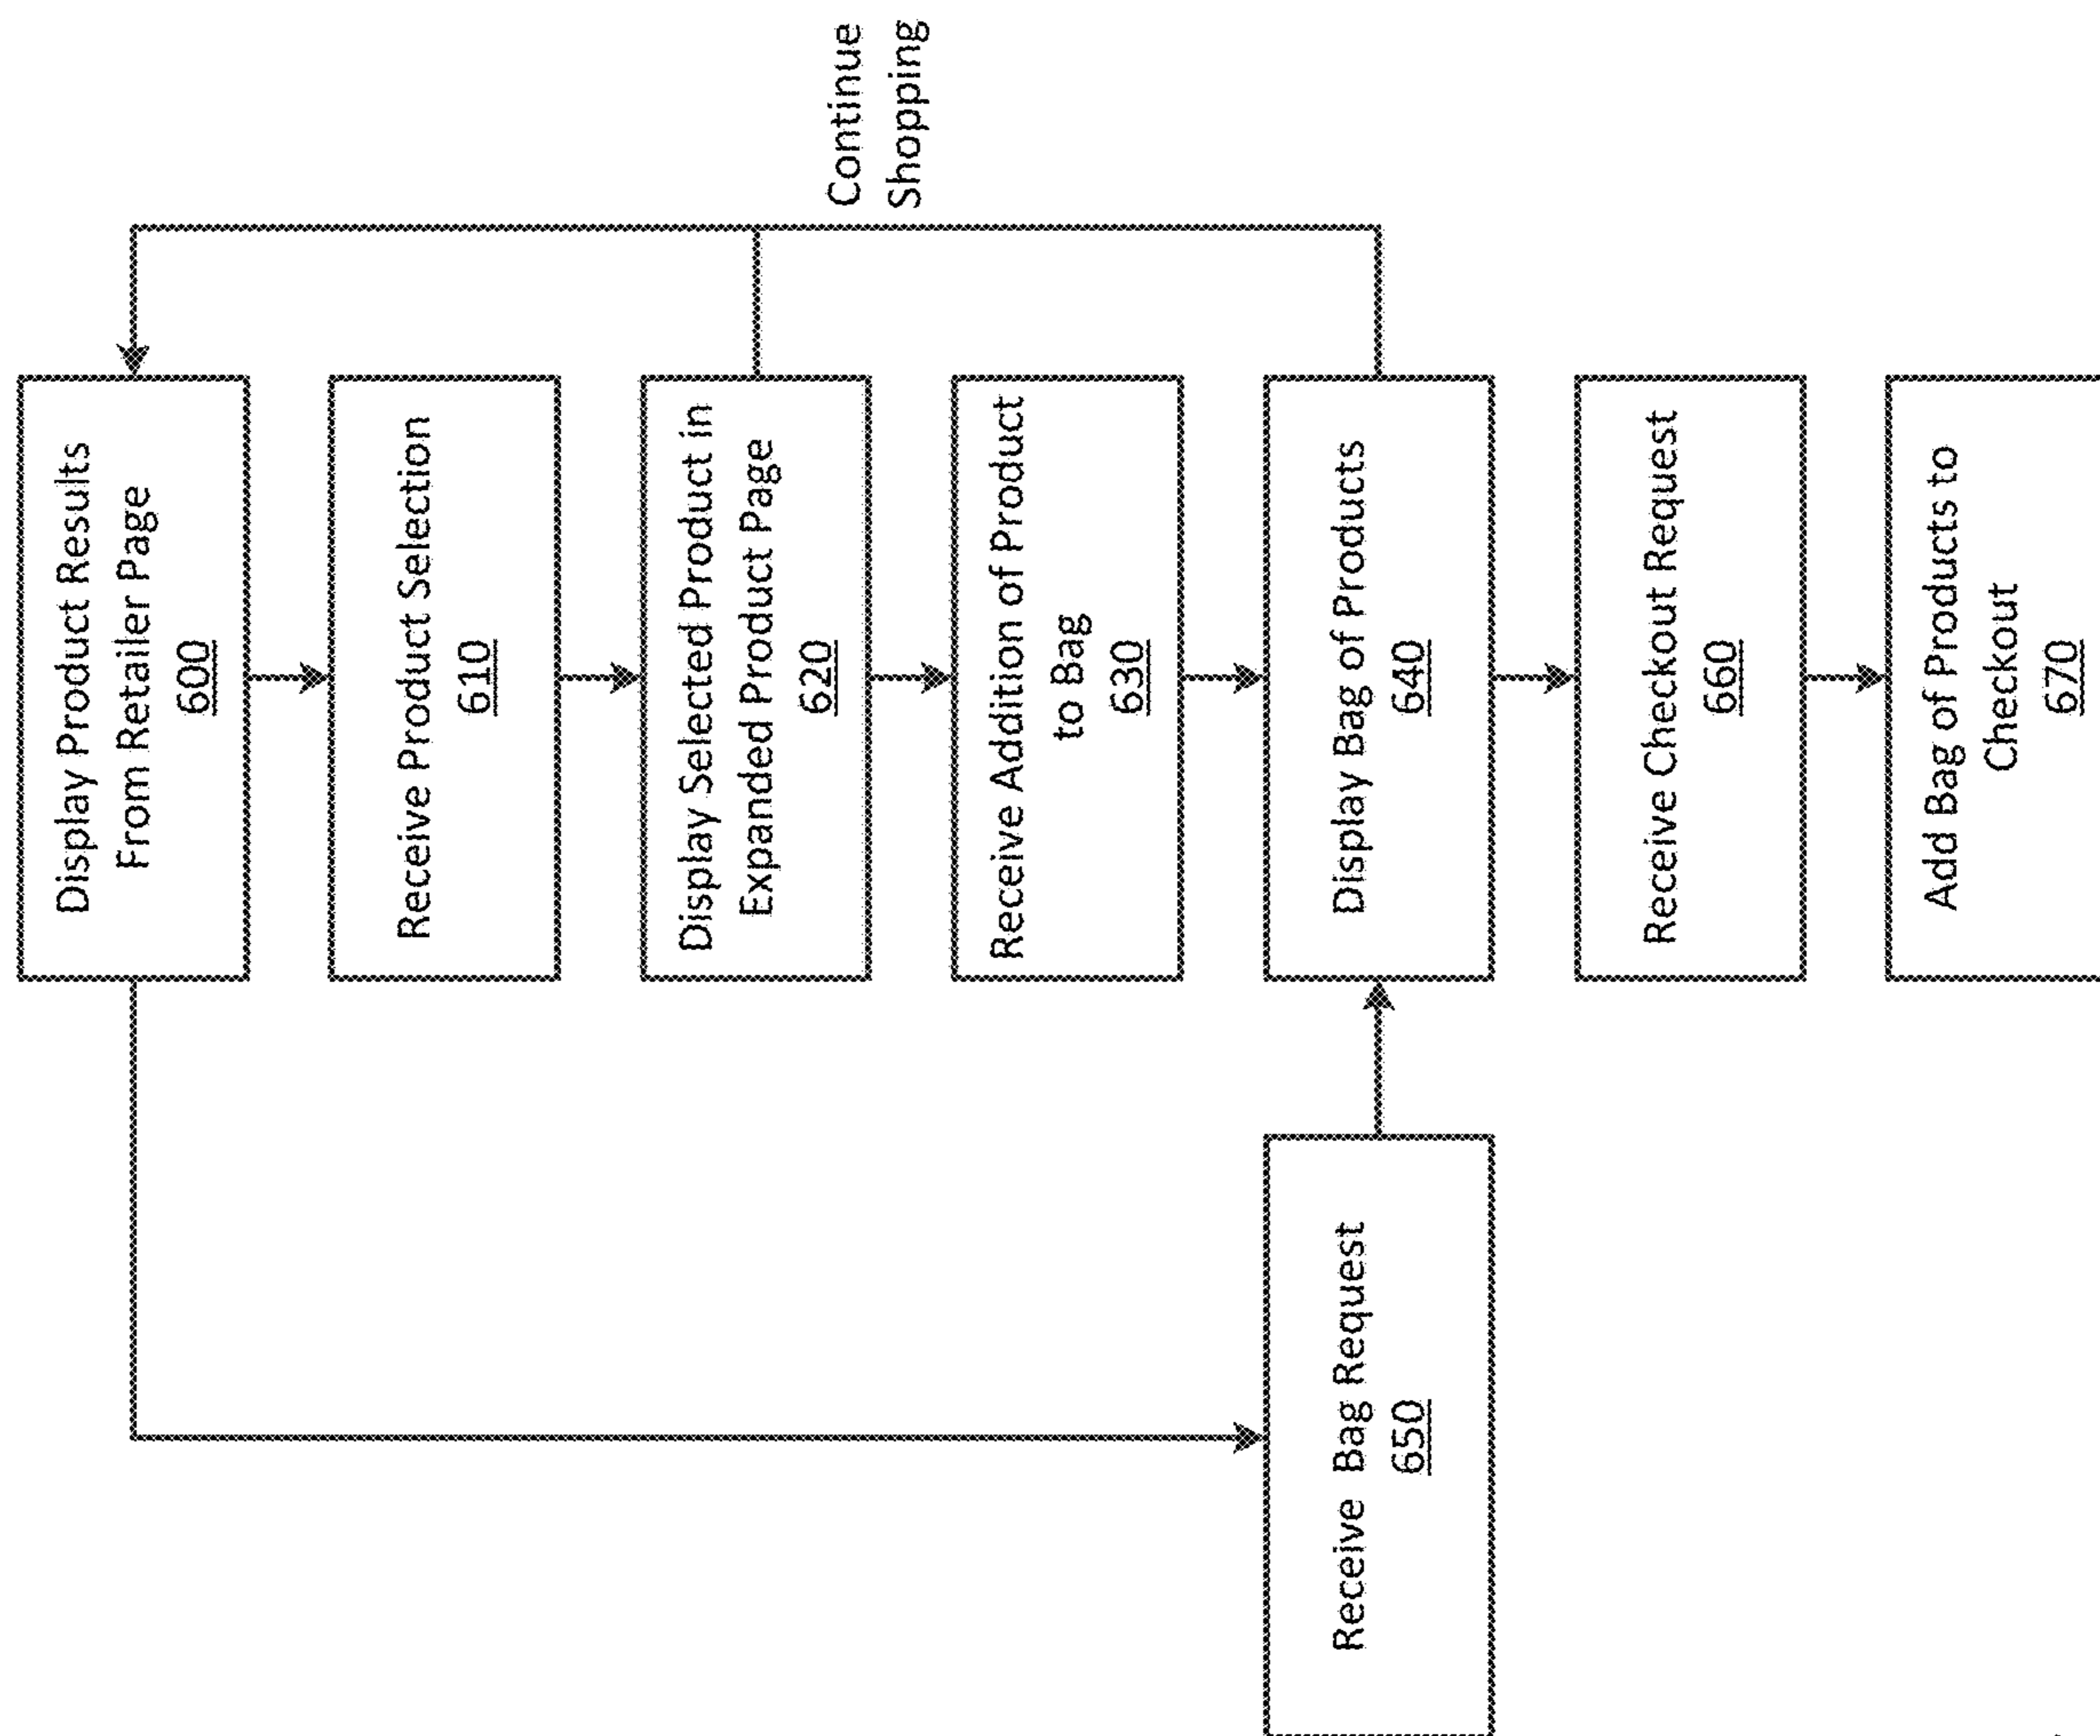 Display Product Results
From Retailer Page
600
Receive Product Selection
610
Display Selected Product in
Expanded Product Page
620
Continue
Shopping
Receive Addition of Product
to Bag
630
Display Bag of Products
640
Receive Bag Request
650
Receive Checkout Request
660
Add Bag of Products to
Checkout
670